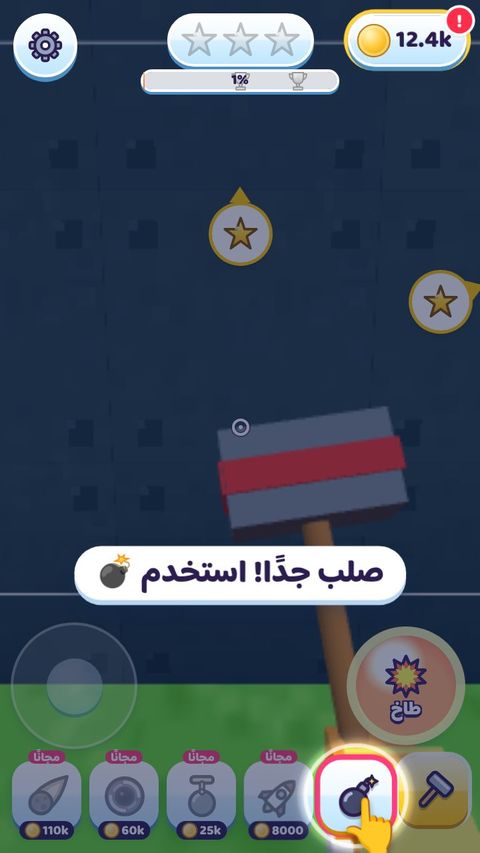 12.4k
!
1%
صلب جدًا! استخدم
طاخ
مجانًا
مجانًا
مجانًا
مجانًا
110k
60k
25k
8000